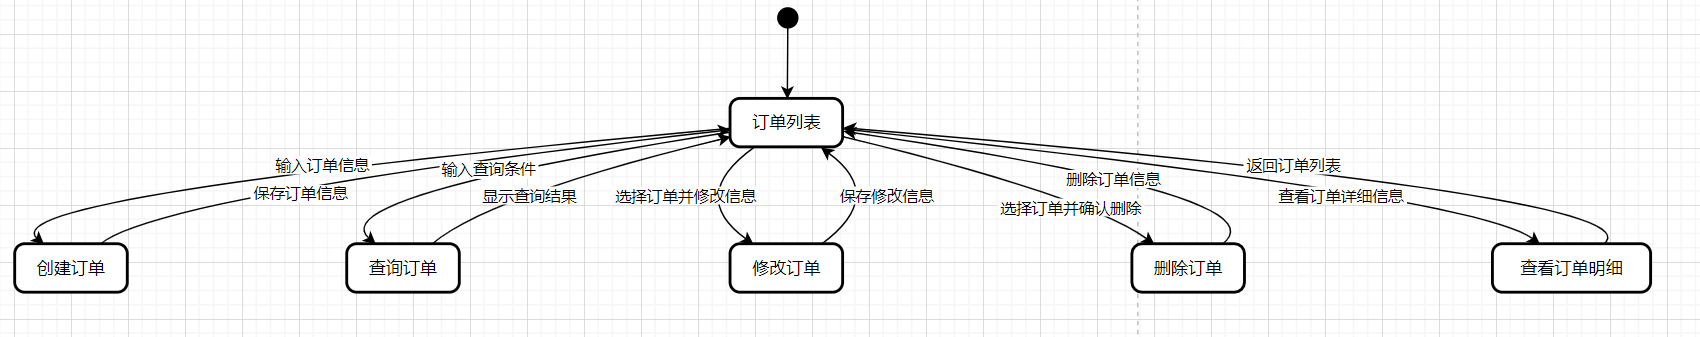 订单列表
输入订单信息
保存订单信息
输入查询条件
显示查询结果
选择订单并修改信息
保存修改信息
删除订单信息
选择订单并确认删除
返回订单列表
查看订单详细信息
创建订单
查询订单
修改订单
删除订单
查看订单明细